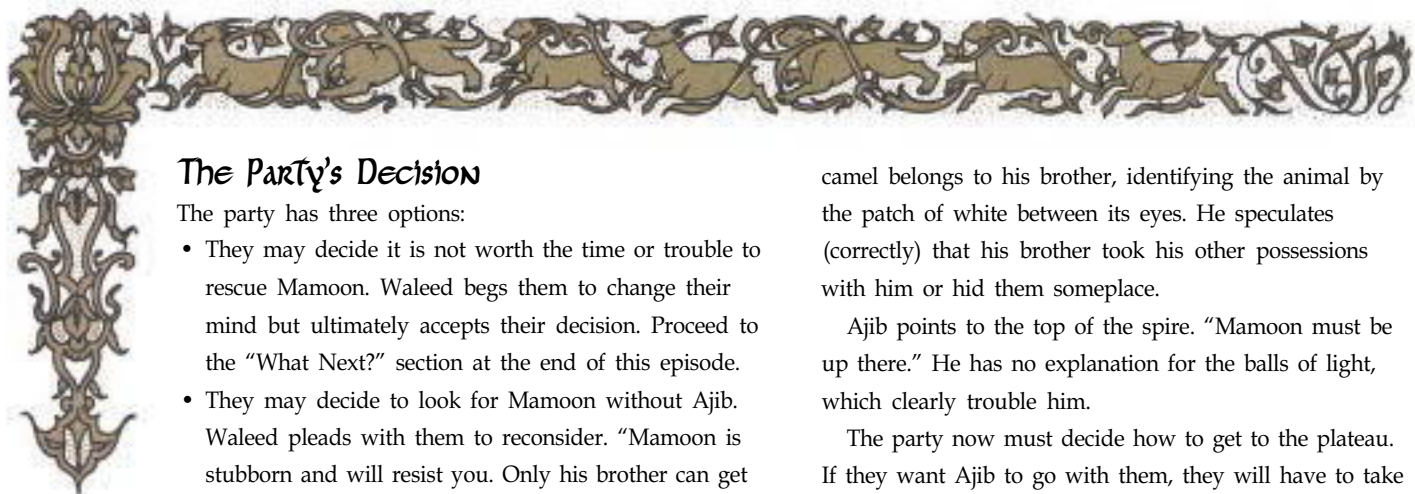 The Party's Decision
The party has three options:
• They may decide it is not worth the time or trouble to
rescue Mamoon. Waleed begs them to change their
mind but ultimately accepts their decision. Proceed to
the “What Next?” section at the end of this episode.
• They may decide to look for Mamoon without Ajib.
Waleed pleads with them to reconsider. “Mamoon is
stubborn and will resist you. Only his brother can get
camel belongs to his brother, identifying the animal by
the patch of white between its eyes. He speculates
(correctly) that his brother took his other possessions
with him or hid them someplace.
Ajib points to the top of the spire. “Mamoon must be
up there.” He has no explanation for the balls of light,
which clearly trouble him.
The party now must decide how to get to the plateau.
If they want Ajib to go with them, they will have to take